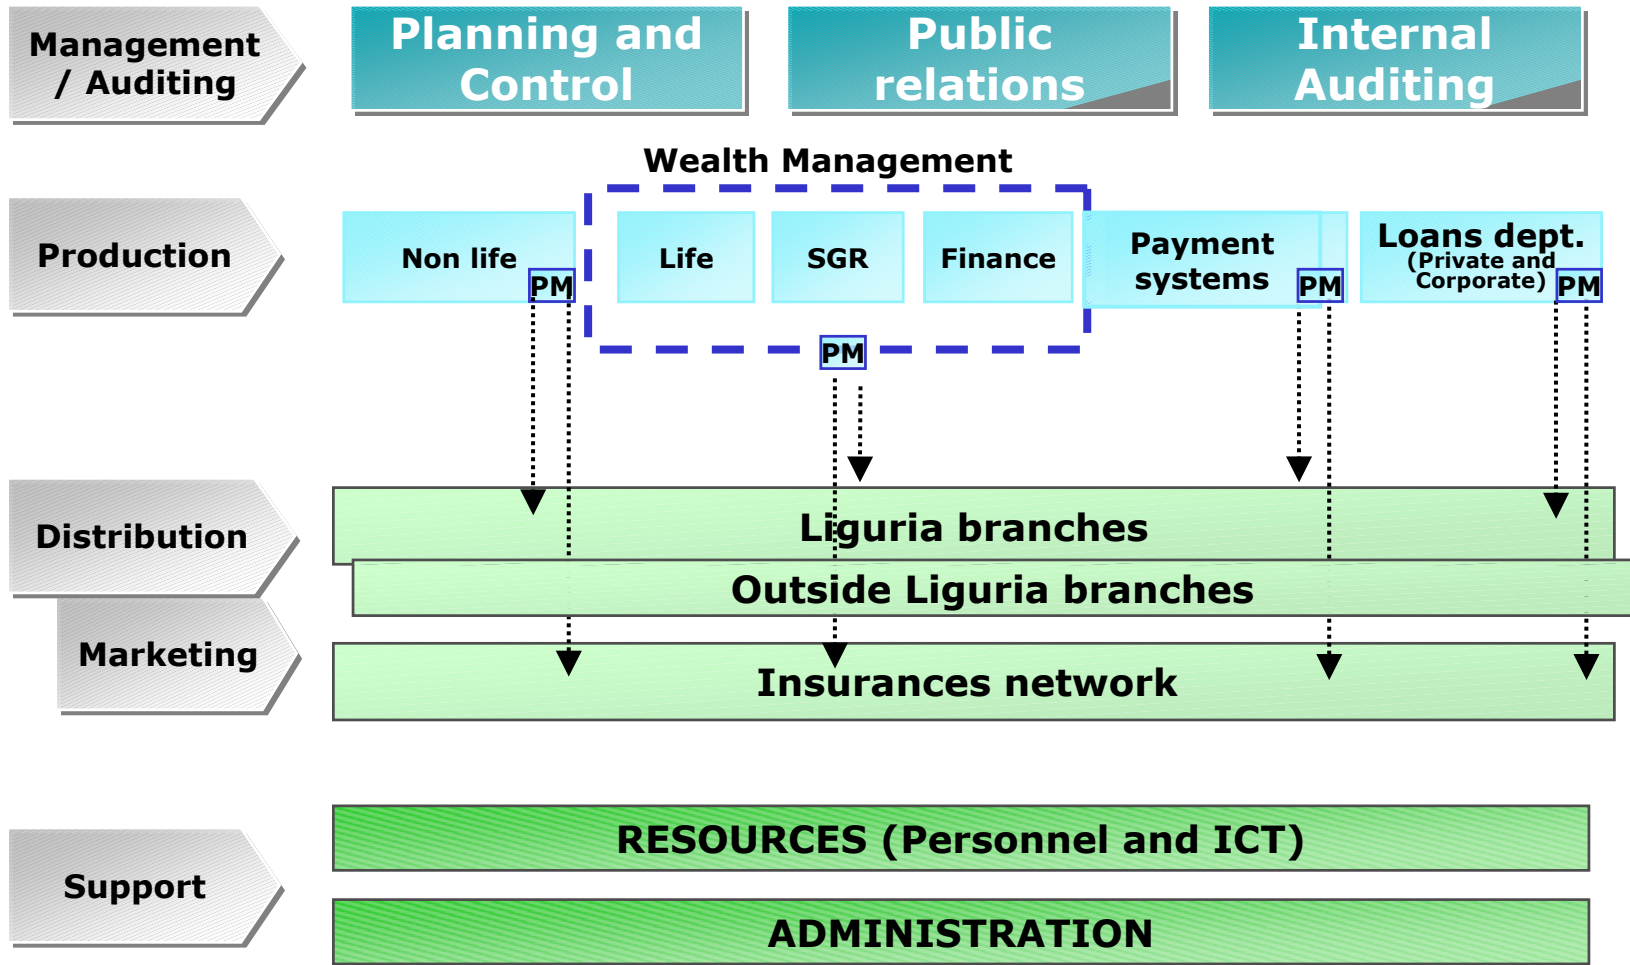 Management
/ Auditing
Planning and
Control
Public
relations
Internal
Auditing
Wealth Management
Production
Non life
PM
Life
SGR
Finance
PM
Payment
systems
PM
Loans dept.
(Private and
Corporate)
PM
Distribution
Liguria branches
Outside Liguria branches
Marketing
Insurances network
Support
RESOURCES (Personnel and ICT)
ADMINISTRATION